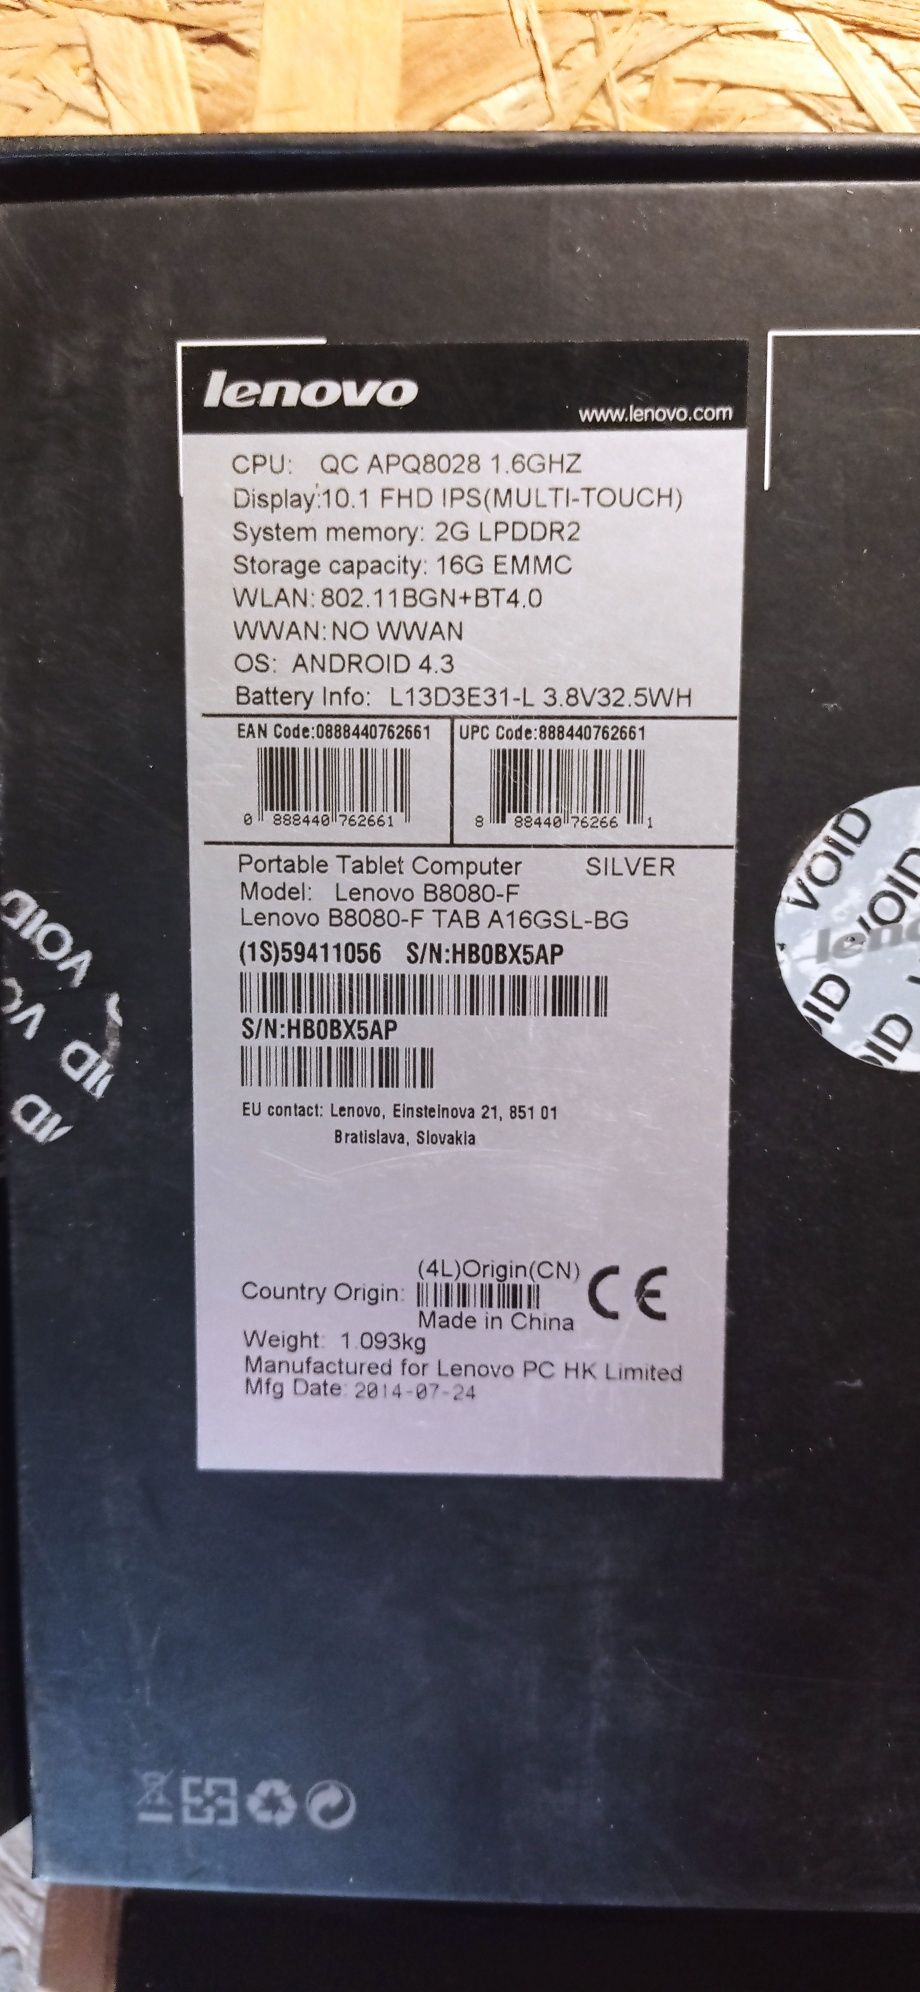 lenovo
www.lenovo.com
CPU: QC APQ8028 1.6GHZ
Display:10.1 FHD IPS(MULTI-TOUCH)
System memory: 2G LPDDR2
Storage capacity: 16G EMMC
WLAN: 802.11BGN+BT4.0
WWAN: NO WWAN
OS: ANDROID 4.3
Battery Info: L13D3E31-L 3.8V32.5WH
EAN Code:0888440762661
0 888440 762661
UPC Code:888440762661
8 88440 76266 1
Portable Tablet Computer SILVER
Model: Lenovo B8080-F
Lenovo B8080-F TAB A16GSL-BG
(1S)59411056 S/N:HB0BX5AP
S/N:HB0BX5AP
EU contact: Lenovo, Einsteinova 21, 851 01
Bratislava, Slovakia
(4L)Origin(CN)
Country Origin:
CE
Made in China
Weight: 1.093kg
Manufactured for Lenovo PC HK Limited
Mfg Date: 2014-07-24
VOID
VOID
VOID